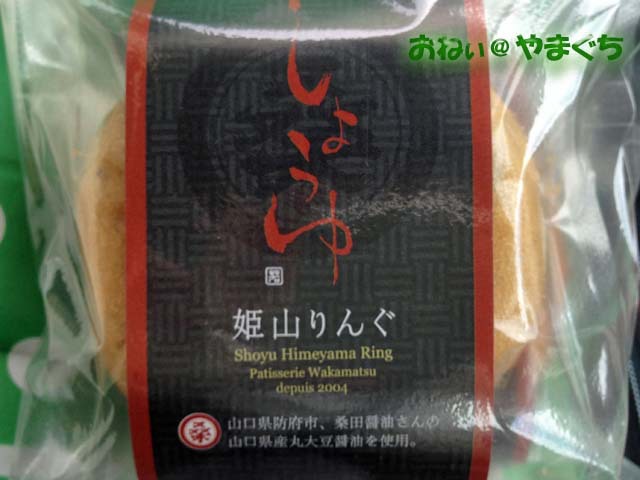 おねぃ@やまぐち
しょうゆ
姫山りんぐ
Shoyu Himeyama Ring
Patisserie Wakamatsu
depuis 2004
桑
山口県防府市、桑田醤油さんの
山口県産丸大豆醤油を使用。